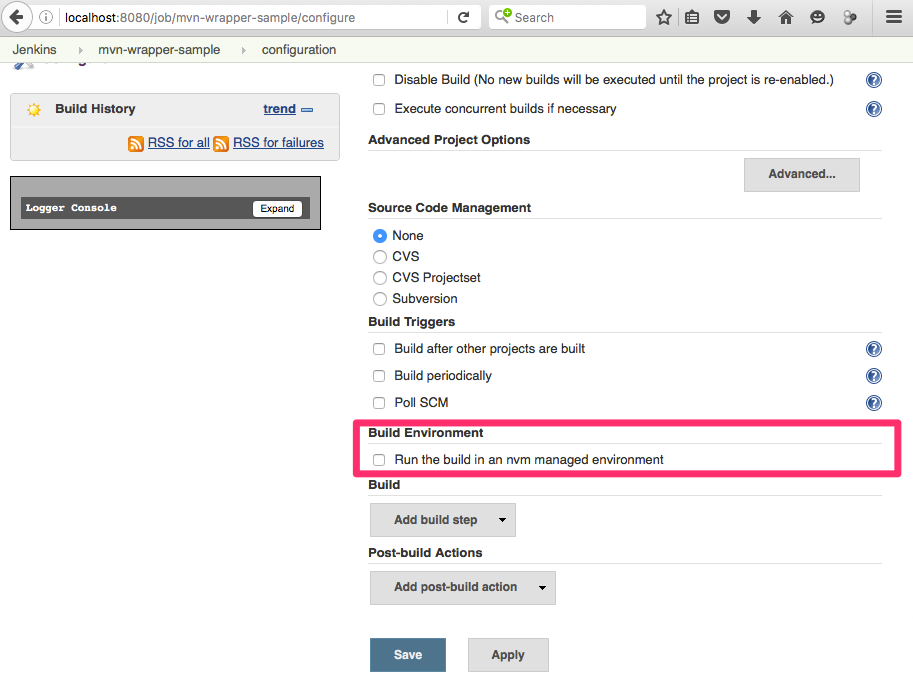 localhost:8080/job/mvn-wrapper-sample/configure
Search
Jenkins
mvn-wrapper-sample
configuration
Build History
trend
RSS for all
RSS for failures
Logger Console
Expand
Disable Build (No new builds will be executed until the project is re-enabled.)
Execute concurrent builds if necessary
Advanced Project Options
Advanced...
Source Code Management
None
CVS
CVS Projectset
Subversion
Build Triggers
Build after other projects are built
Build periodically
Poll SCM
Build Environment
Run the build in an nvm managed environment
Build
Add build step
Post-build Actions
Add post-build action
Save
Apply